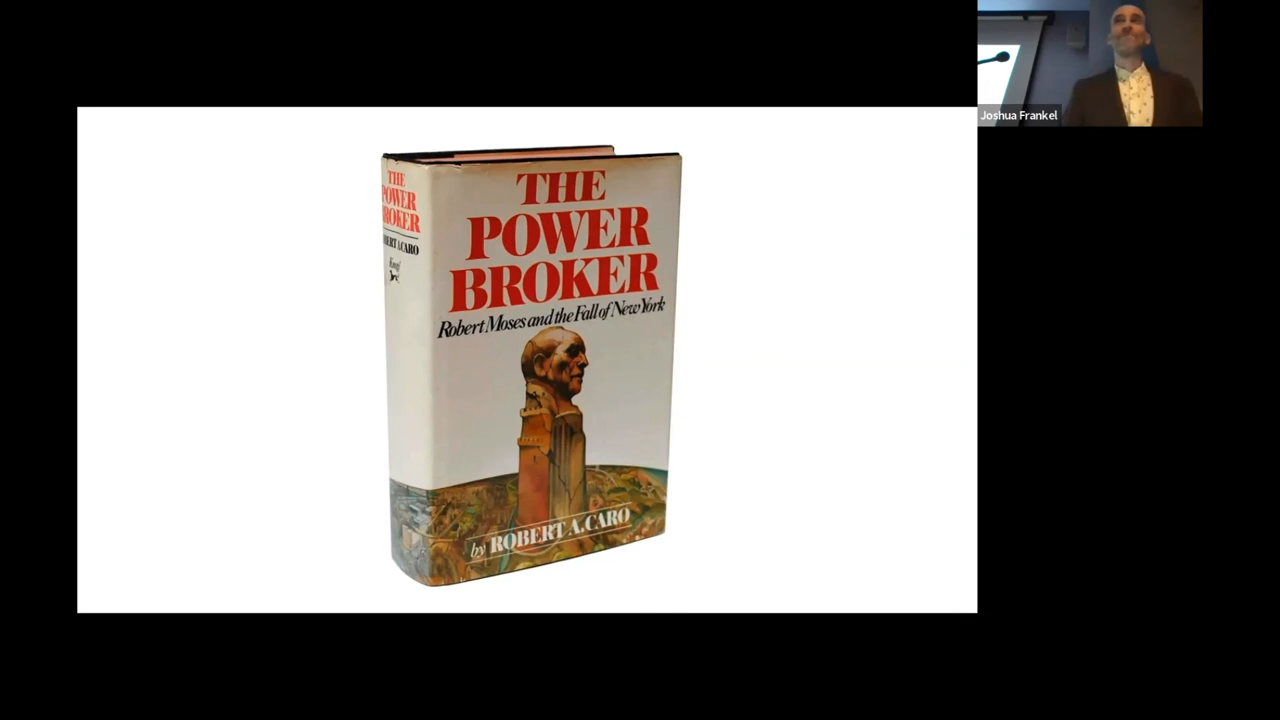 Joshua Frankel
THE
POWER
BROKER
Robert Moses and the Fall of New York
by ROBERT A. CARO
THE
POWER
BROKER
ROBERT A. CARO
Knopf